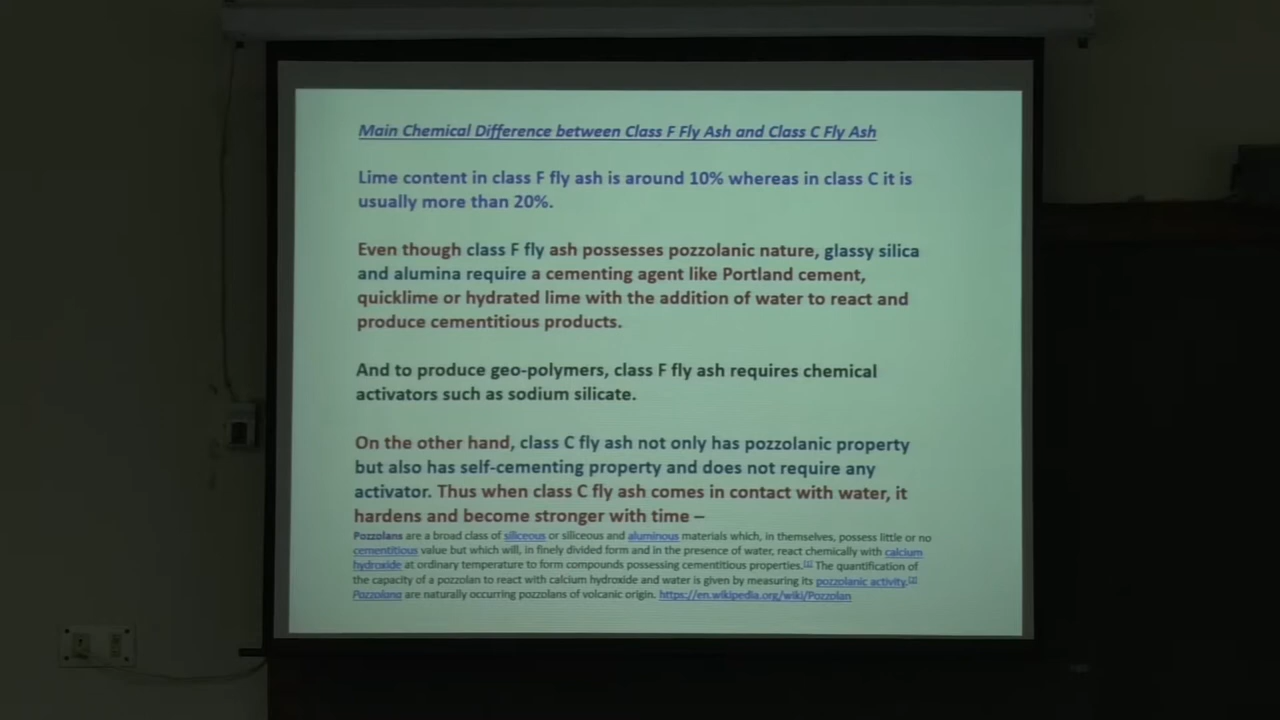 Main Chemical Difference between Class F Fly Ash and Class C Fly Ash
Lime content in class F fly ash is around 10% whereas in class C it is
usually more than 20%.
Even though class F fly ash possesses pozzolanic nature, glassy silica
and alumina require a cementing agent like Portland cement,
quicklime or hydrated lime with the addition of water to react and
produce cementitious products.
And to produce geo-polymers, class F fly ash requires chemical
activators such as sodium silicate.
On the other hand, class C fly ash not only has pozzolanic property
but also has self-cementing property and does not require any
activator. Thus when class C fly ash comes in contact with water, it
hardens and become stronger with time –
Pozzolans are a broad class of siliceous or siliceous and aluminous materials which, in themselves, possess little or no
cementitious value but which will, in finely divided form and in the presence of water, react chemically with calcium
hydroxide at ordinary temperature to form compounds possessing cementitious properties.[1] The quantification of
the capacity of a pozzolan to react with calcium hydroxide and water is given by measuring its pozzolanic activity.[2]
Pozzolana are naturally occurring pozzolans of volcanic origin. https://en.wikipedia.org/wiki/Pozzolan